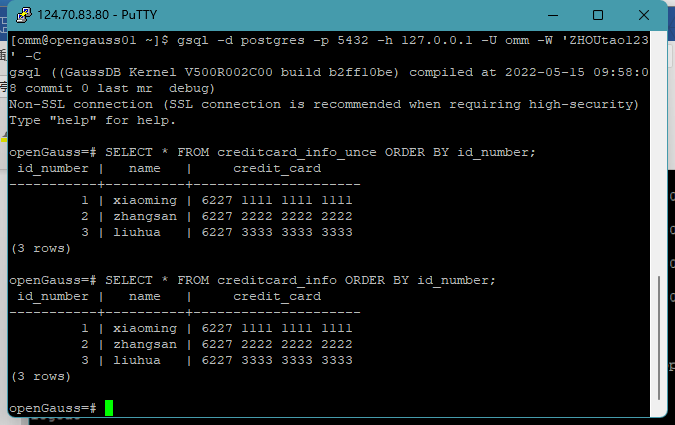 124.70.83.80 - PuTTY
[omm@opengauss01 ~]$ gsql -d postgres -p 5432 -h 127.0.0.1 -U omm -W 'ZHOUtao123
' -C
gsql ((GaussDB Kernel V500R002C00 build b2ff10be) compiled at 2022-05-15 09:58:0
8 commit 0 last mr  debug)
Non-SSL connection (SSL connection is recommended when requiring high-security)
Type "help" for help.

openGauss=# SELECT * FROM creditcard_info_unce ORDER BY id_number;
 id_number |   name   |     credit_card
-----------+----------+---------------------
         1 | xiaoming | 6227 1111 1111 1111
         2 | zhangsan | 6227 2222 2222 2222
         3 | liuhua   | 6227 3333 3333 3333
(3 rows)

openGauss=# SELECT * FROM creditcard_info ORDER BY id_number;
 id_number |   name   |     credit_card
-----------+----------+---------------------
         1 | xiaoming | 6227 1111 1111 1111
         2 | zhangsan | 6227 2222 2222 2222
         3 | liuhua   | 6227 3333 3333 3333
(3 rows)

openGauss=#